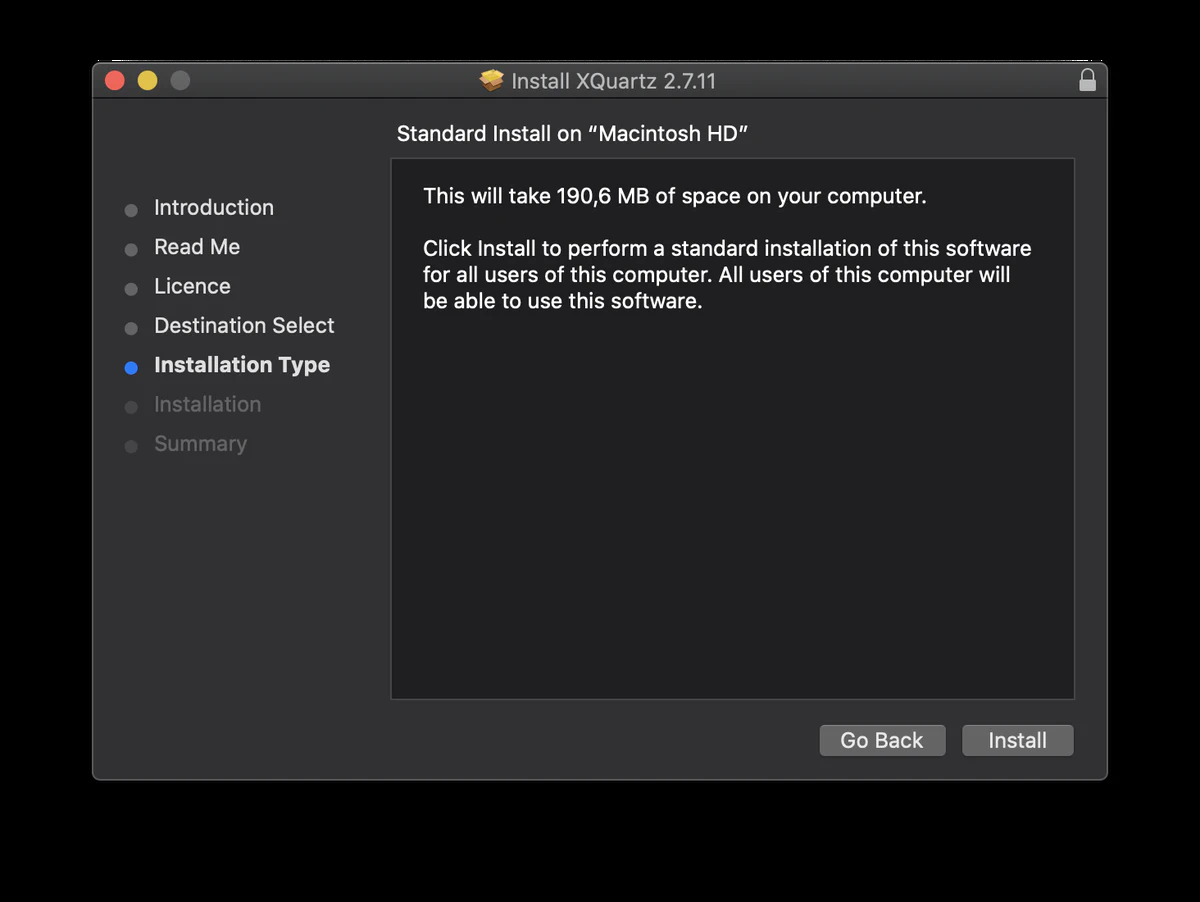 Install XQuartz 2.7.11
Standard Install on “Macintosh HD”
Introduction
Read Me
Licence
Destination Select
Installation Type
Installation
Summary
This will take 190,6 MB of space on your computer.
Click Install to perform a standard installation of this software
for all users of this computer. All users of this computer will
be able to use this software.
Go Back
Install